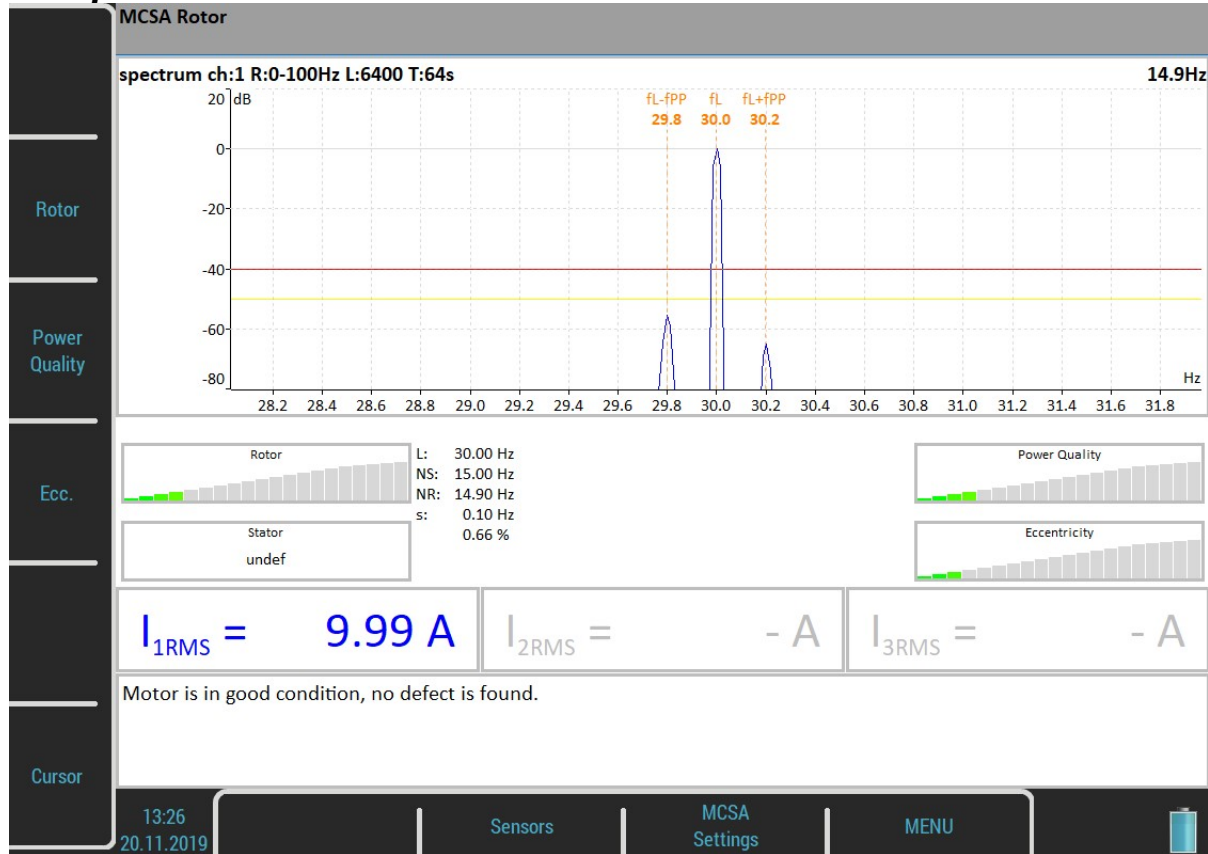 MCSA Rotor
spectrum ch:1 R:0-100Hz L:6400 T:64s 14.9Hz
20 dB
fL-fPP fL fL+fPP
29.8 30.0 30.2
0
-20
-40
-60
-80
Hz
28.2 28.4 28.6 28.8 29.0 29.2 29.4 29.6 29.8 30.0 30.2 30.4 30.6 30.8 31.0 31.2 31.4 31.6 31.8
Rotor
Power
Quality
Ecc.
Cursor
Rotor
L: 30.00 Hz
NS: 15.00 Hz
NR: 14.90 Hz
s: 0.10 Hz
0.66 %
Stator
undef
Power Quality
Eccentricity
I1RMS = 9.99 A
I2RMS = - A
I3RMS = - A
Motor is in good condition, no defect is found.
13:26
20.11.2019
Sensors
MCSA
Settings
MENU